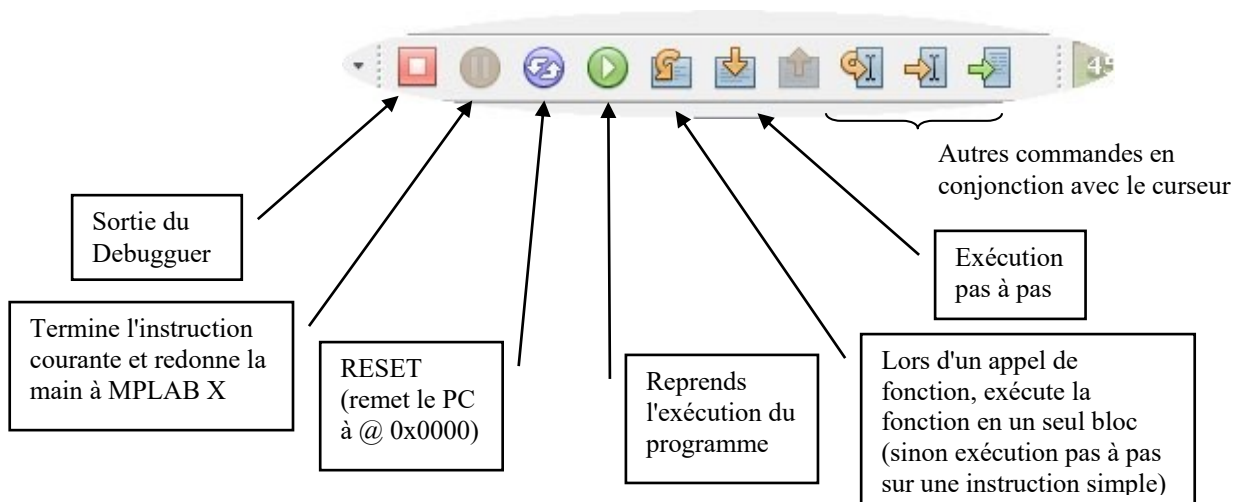 Autres commandes en
conjonction avec le curseur
Sortie du
Debugguer
Exécution
pas à pas
Termine l'instruction
courante et redonne la
main à MPLAB X
RESET
(remet le PC
à @ 0x0000)
Reprends
l'exécution du
programme
Lors d'un appel de
fonction, exécute la
fonction en un seul bloc
(sinon exécution pas à pas
sur une instruction simple)